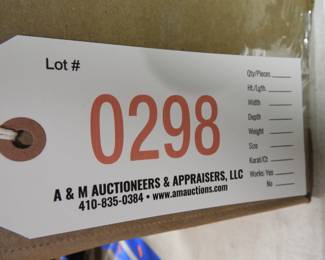 Lot #
0298
A & M AUCTIONEERS & APPRAISERS, LLC
410-835-0384 • www.amauctions.com
Qty/Pieces
Ht./Lgth.
Width
Depth
Weight
Size
Karat/Ct
Works Yes
No